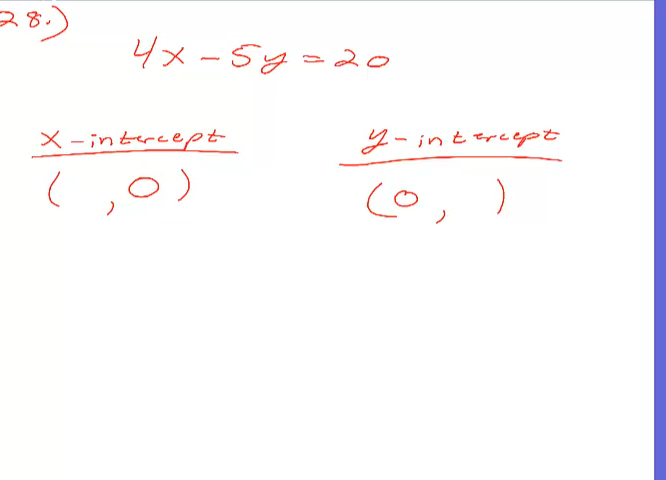 28.)
4x - 5y = 20
x-intercept y-intercept
( , 0) (0, )